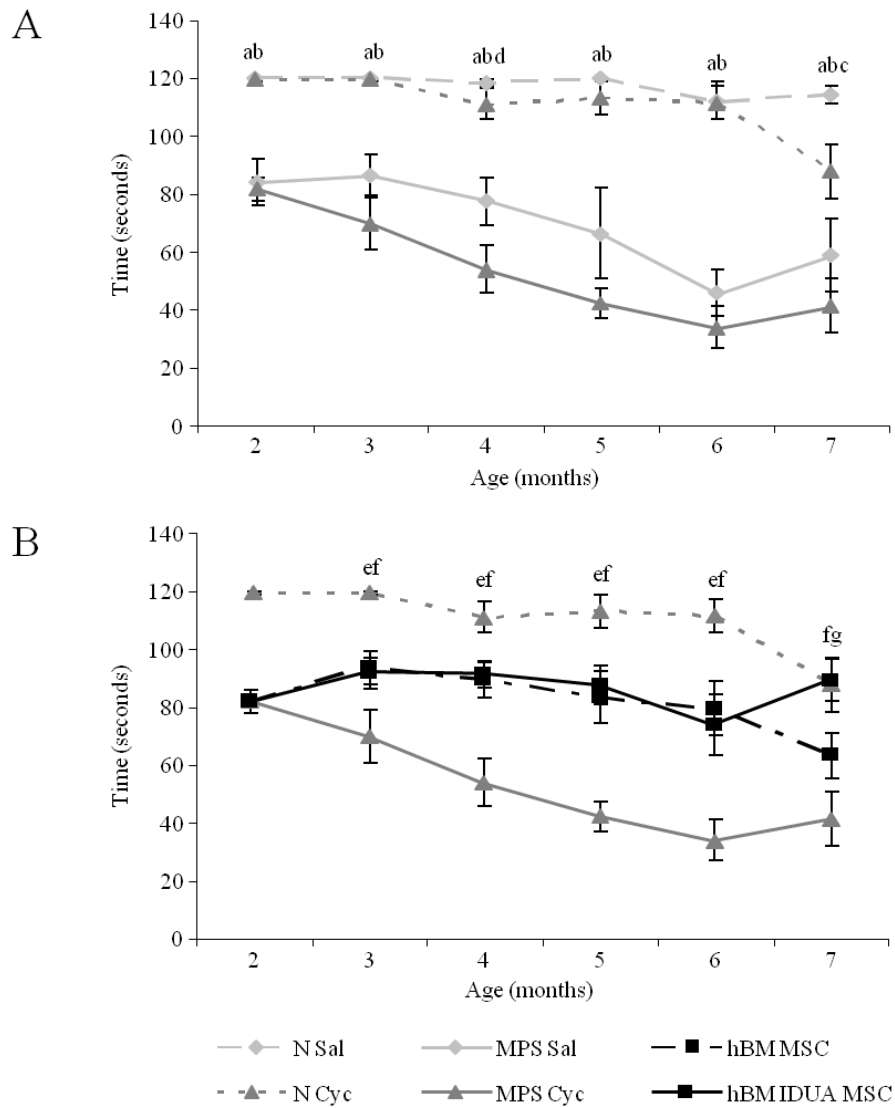 A
140
120
100
80
60
40
20
0
Time (seconds)
ab ab abd ab ab abc
2 3 4 5 6 7
Age (months)
B
140
120
100
80
60
40
20
0
Time (seconds)
ef ef ef ef fg
2 3 4 5 6 7
Age (months)
N Sal MPS Sal hBM MSC
N Cyc MPS Cyc hBM IDUA MSC